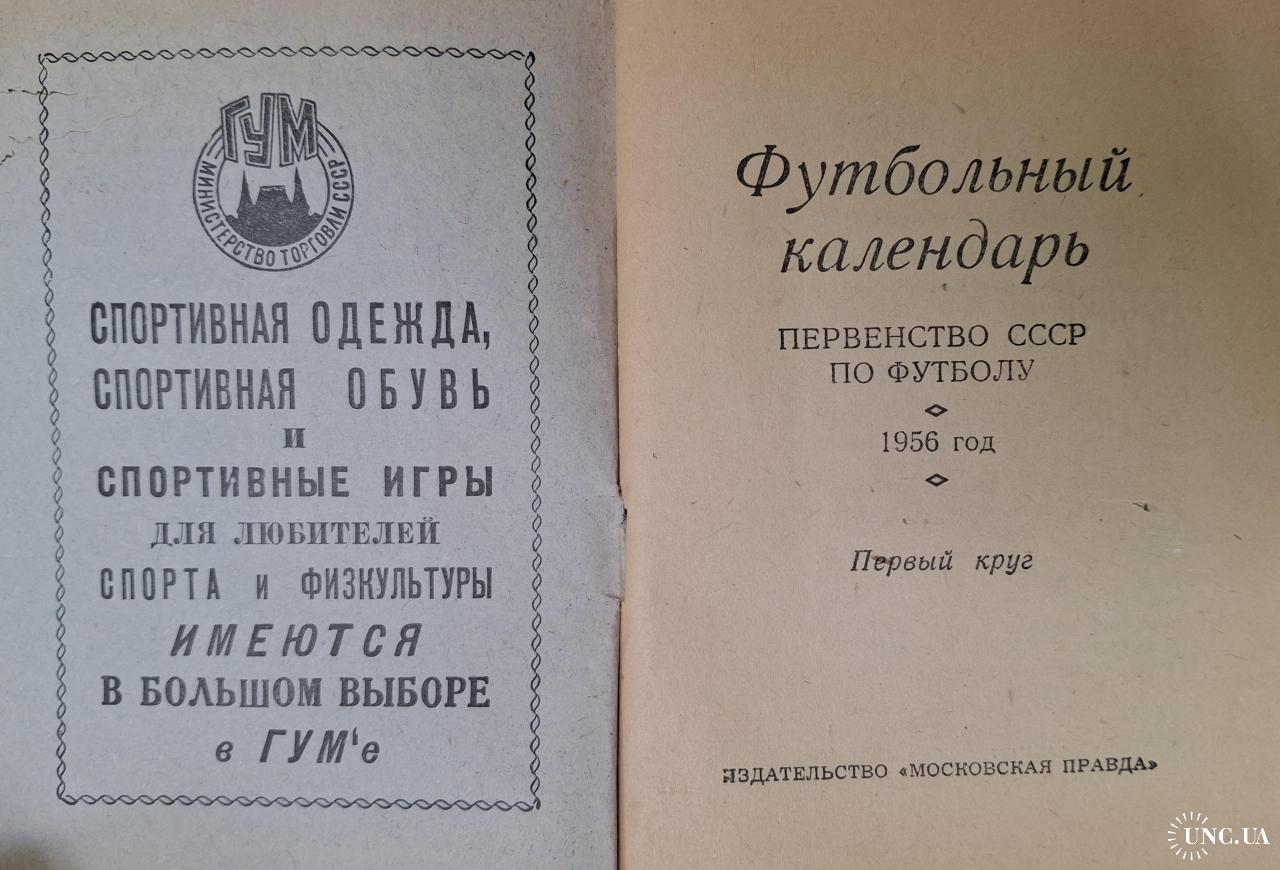 ГУМ
МИНИСТЕРСТВО ТОРГОВЛИ СССР
СПОРТИВНАЯ ОДЕЖДА,
СПОРТИВНАЯ ОБУВЬ
и
СПОРТИВНЫЕ ИГРЫ
ДЛЯ ЛЮБИТЕЛЕЙ
СПОРТА и ФИЗКУЛЬТУРЫ
ИМЕЮТСЯ
В БОЛЬШОМ ВЫБОРЕ
в ГУМ‘е
Футбольный
календарь
ПЕРВЕНСТВО СССР
ПО ФУТБОЛУ
1956 год
Первый круг
ИЗДАТЕЛЬСТВО «МОСКОВСКАЯ ПРАВДА»
UNC.UA